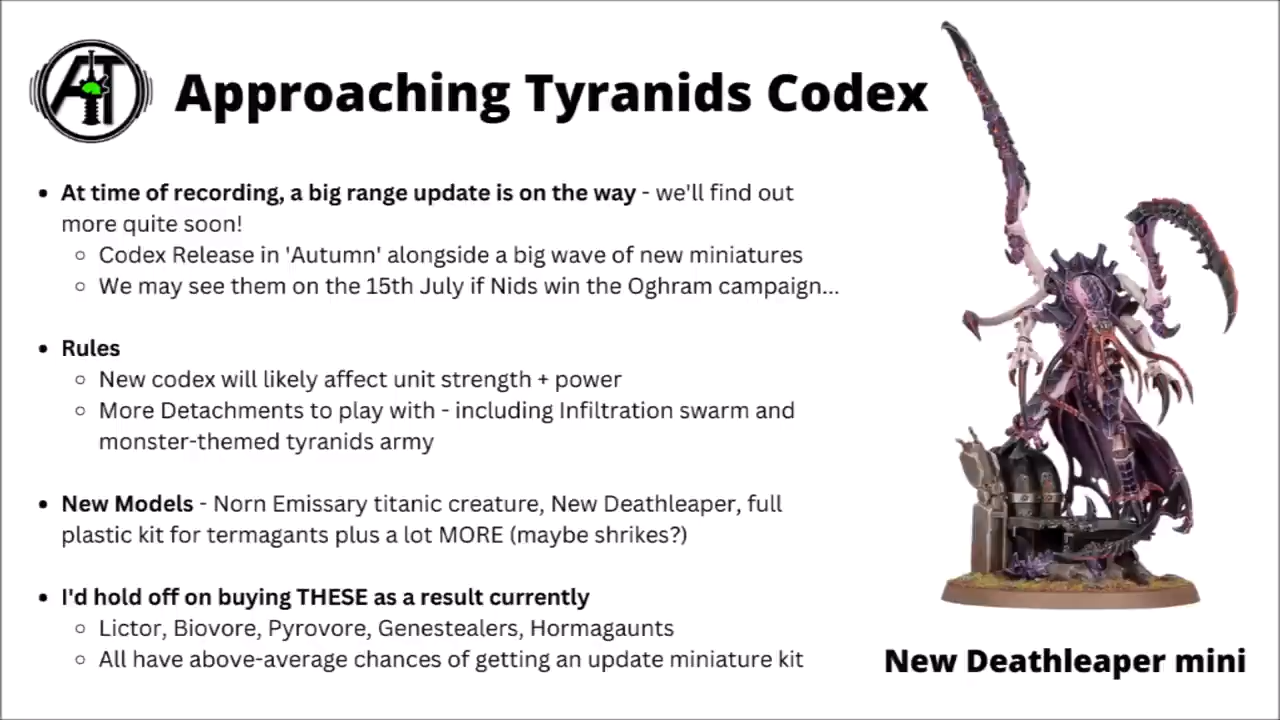 AT
Approaching Tyranids Codex
• At time of recording, a big range update is on the way - we'll find out
more quite soon!
○ Codex Release in 'Autumn' alongside a big wave of new miniatures
○ We may see them on the 15th July if Nids win the Oghram campaign...
• Rules
○ New codex will likely affect unit strength + power
○ More Detachments to play with - including Infiltration swarm and
monster-themed tyranids army
• New Models - Norn Emissary titanic creature, New Deathleaper, full
plastic kit for termagants plus a lot MORE (maybe shrikes?)
• I'd hold off on buying THESE as a result currently
○ Lictor, Biovore, Pyrovore, Genestealers, Hormagaunts
○ All have above-average chances of getting an update miniature kit
New Deathleaper mini